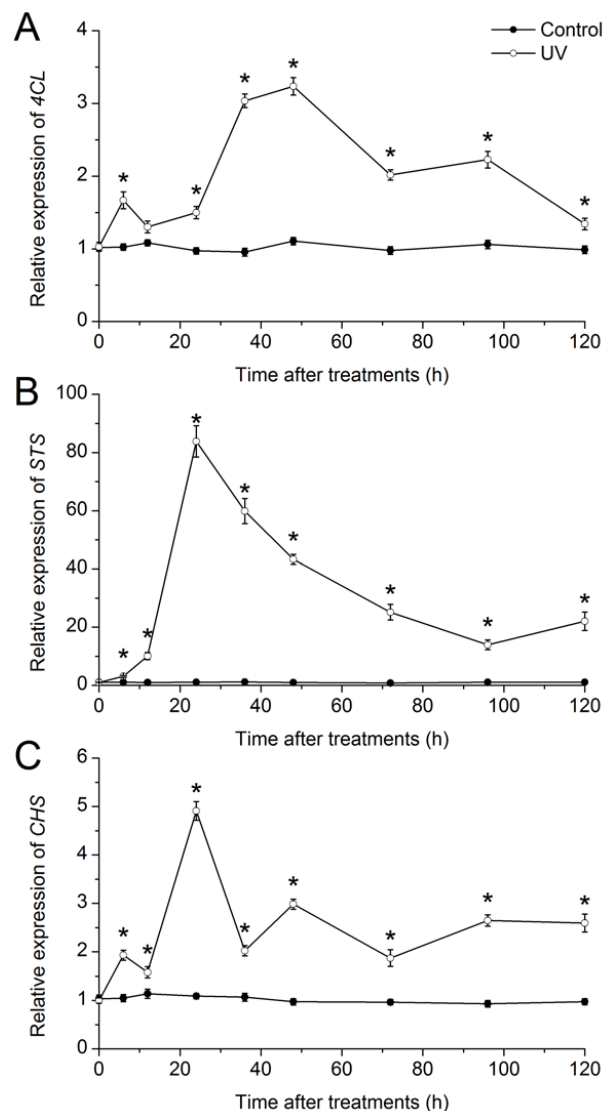 A
Control
UV
Relative expression of 4CL
4
3
2
1
0
* * * * * * *
0 20 40 60 80 100 120
Time after treatments (h)
B
Relative expression of STS
100
80
60
40
20
0
* * * * * * * *
0 20 40 60 80 100 120
Time after treatments (h)
C
Relative expression of CHS
6
5
4
3
2
1
0
* * * * * * * *
0 20 40 60 80 100 120
Time after treatments (h)